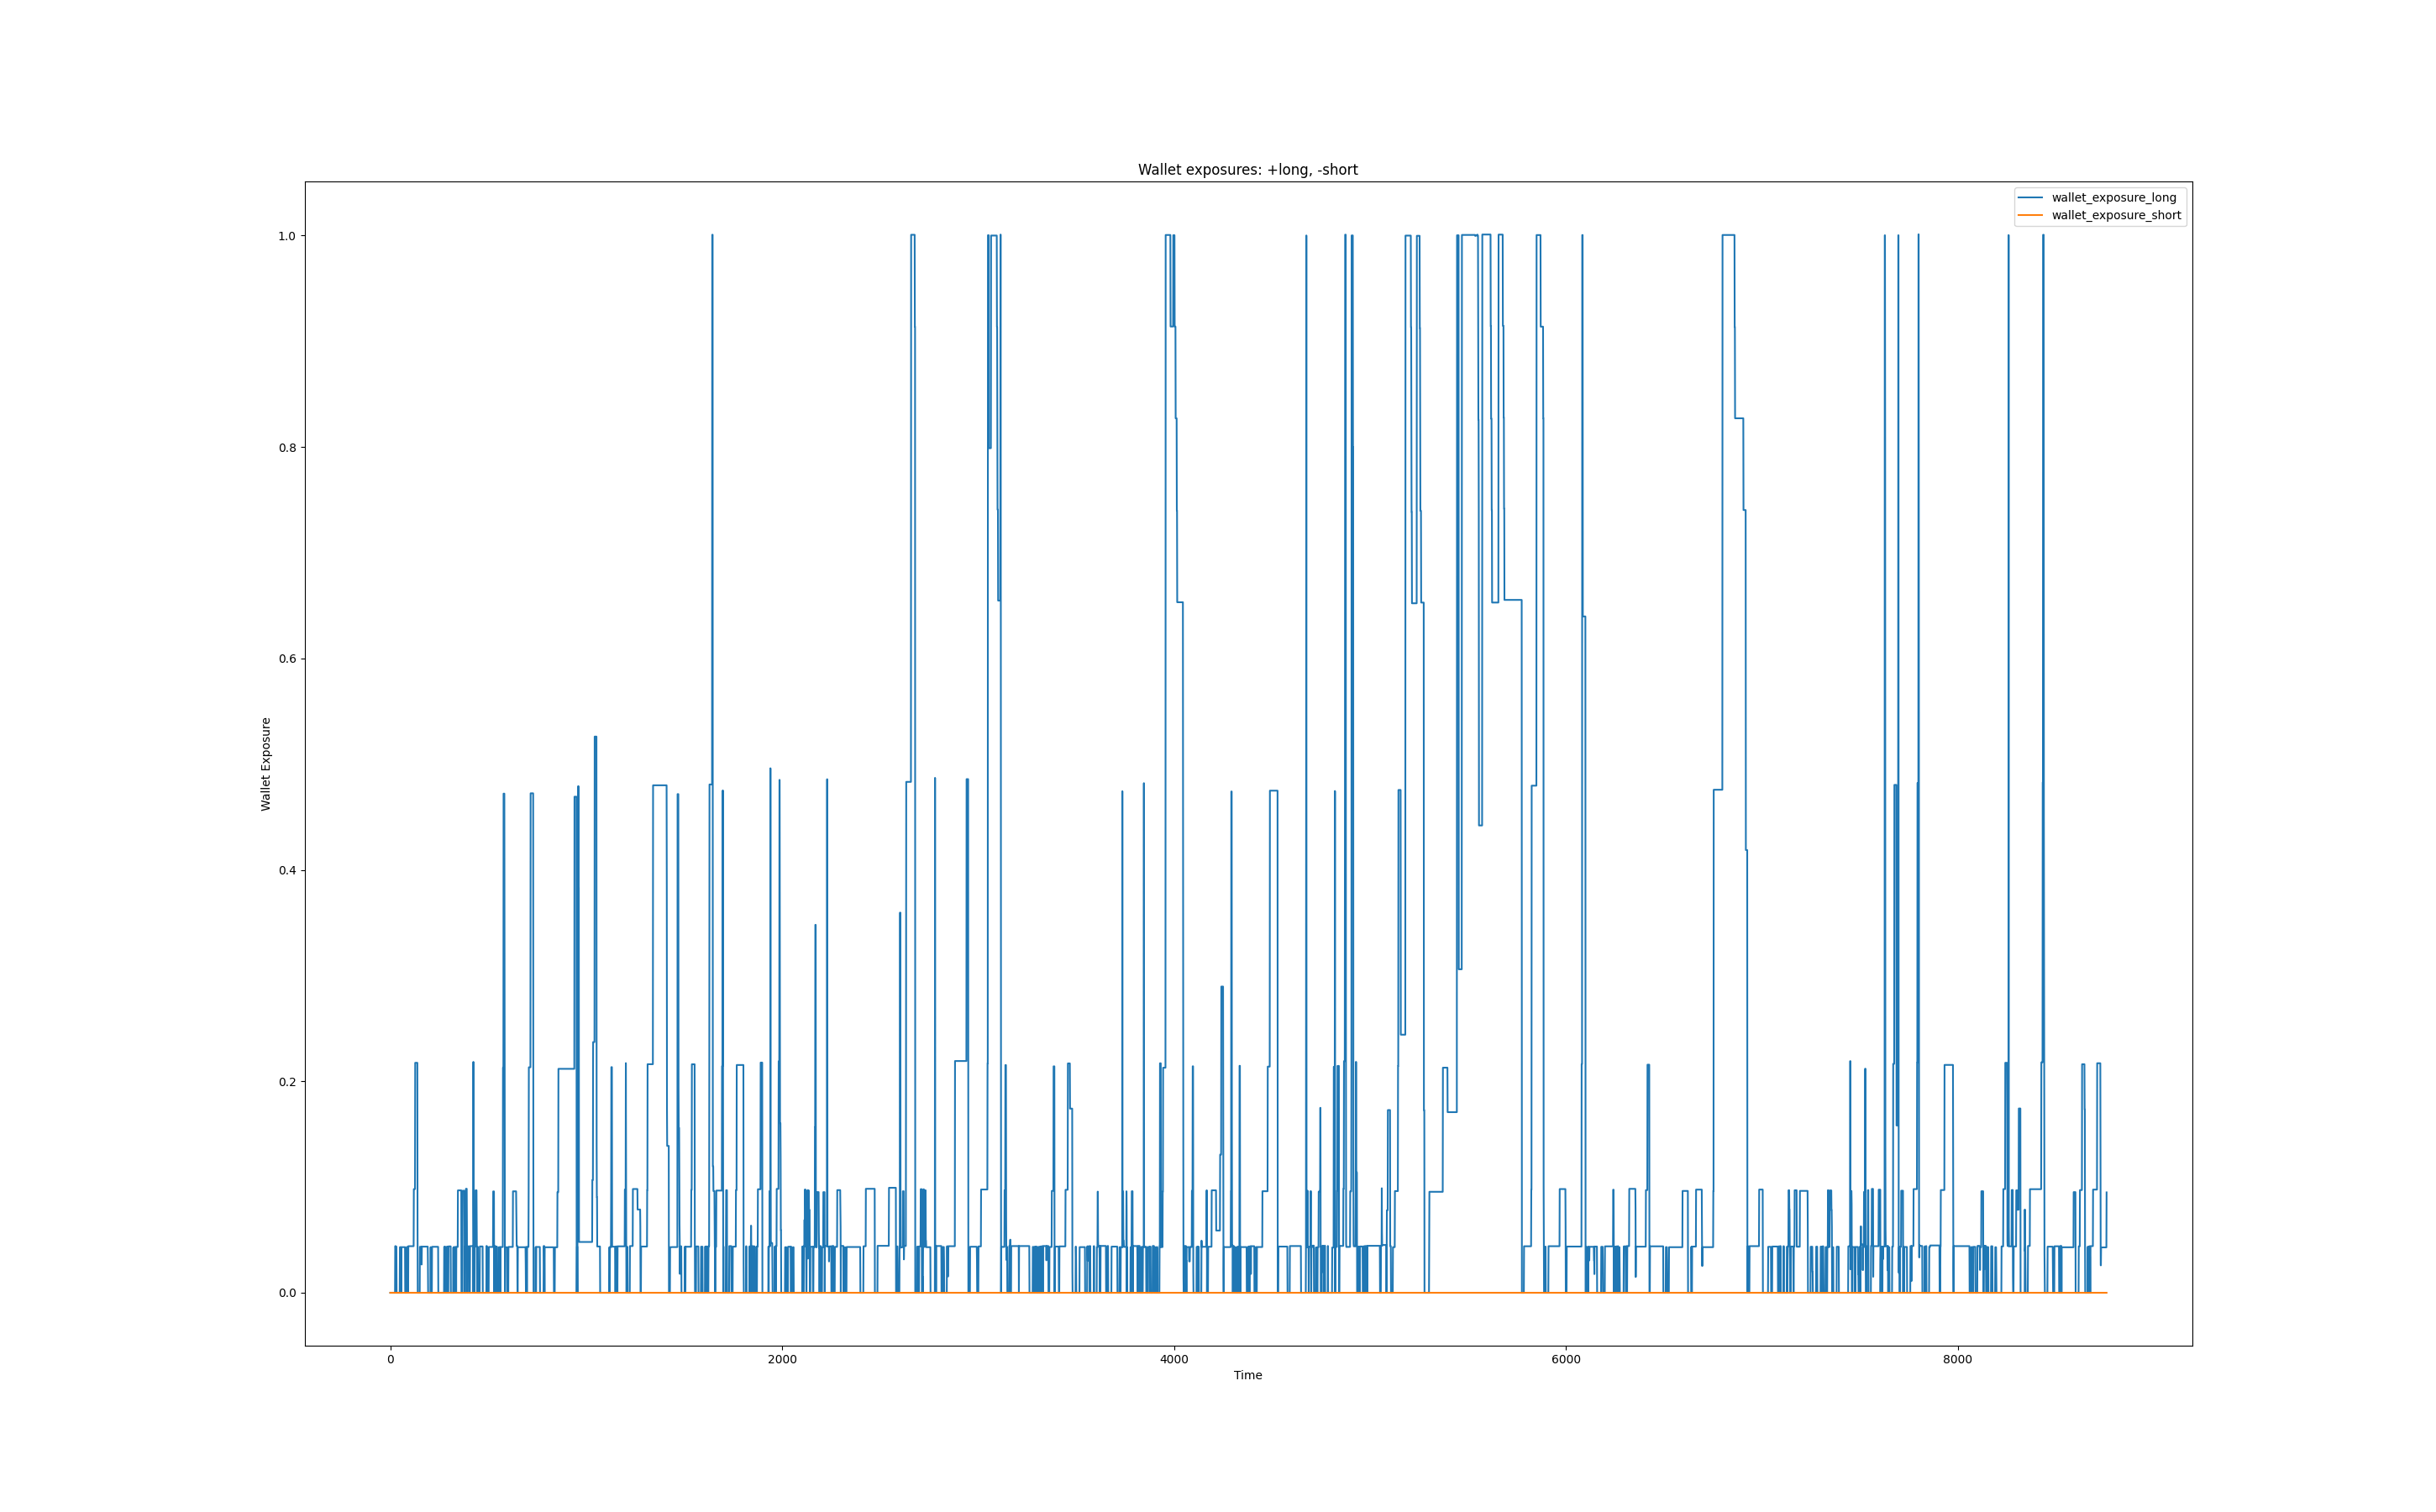 Wallet exposures: +long, -short
wallet_exposure_long
wallet_exposure_short
1.0
0.8
0.6
0.4
0.2
0.0
Wallet Exposure
0 2000 4000 6000 8000
Time